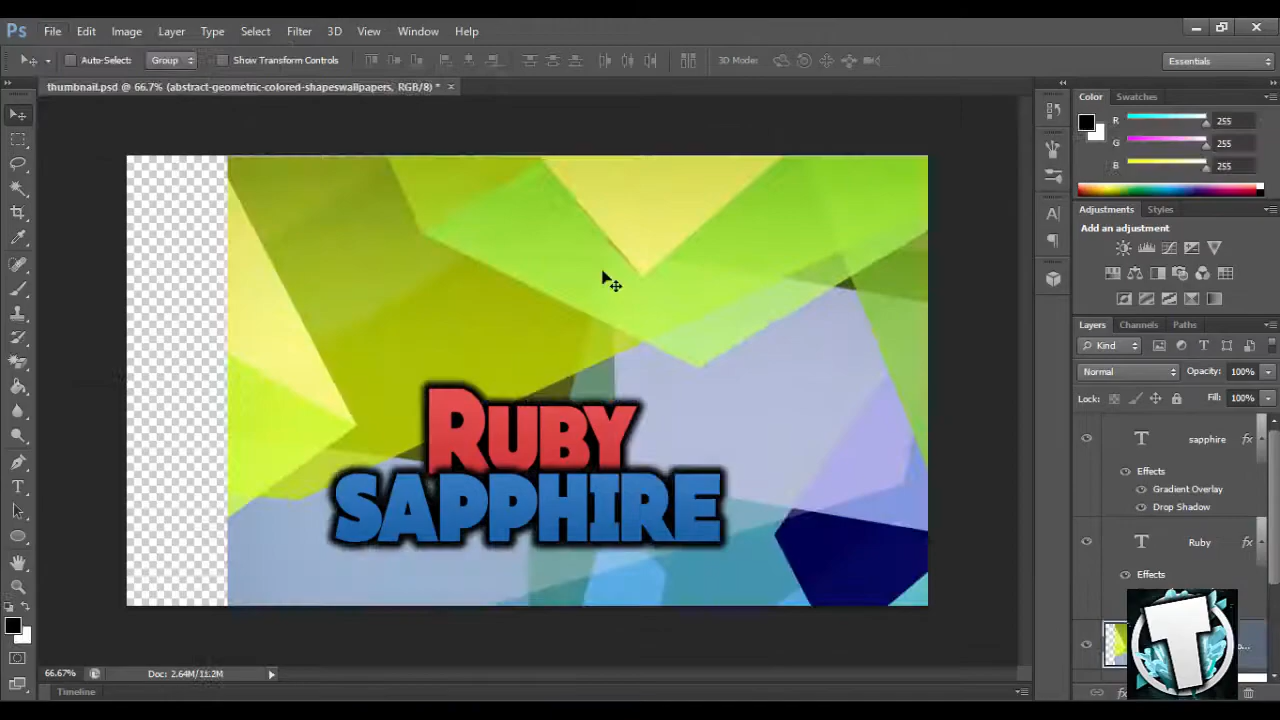 Ps File Edit Image Layer Type Select Filter 3D View Window Help
Auto-Select: Group Show Transform Controls 3D Mode: Essentials
thumbnail.psd @ 66.7% (abstract-geometric-colored-shapeswallpapers, RGB/8) *
Color Swatches
R 255
G 255
B 255
Adjustments Styles
Add an adjustment
Layers Channels Paths
Kind
Normal Opacity: 100%
Lock: Fill: 100%
T sapphire fx
Effects
Gradient Overlay
Drop Shadow
T Ruby fx
Effects
RUBY
SAPPHIRE
T
66.67% Doc: 2.64M/11.2M
Timeline